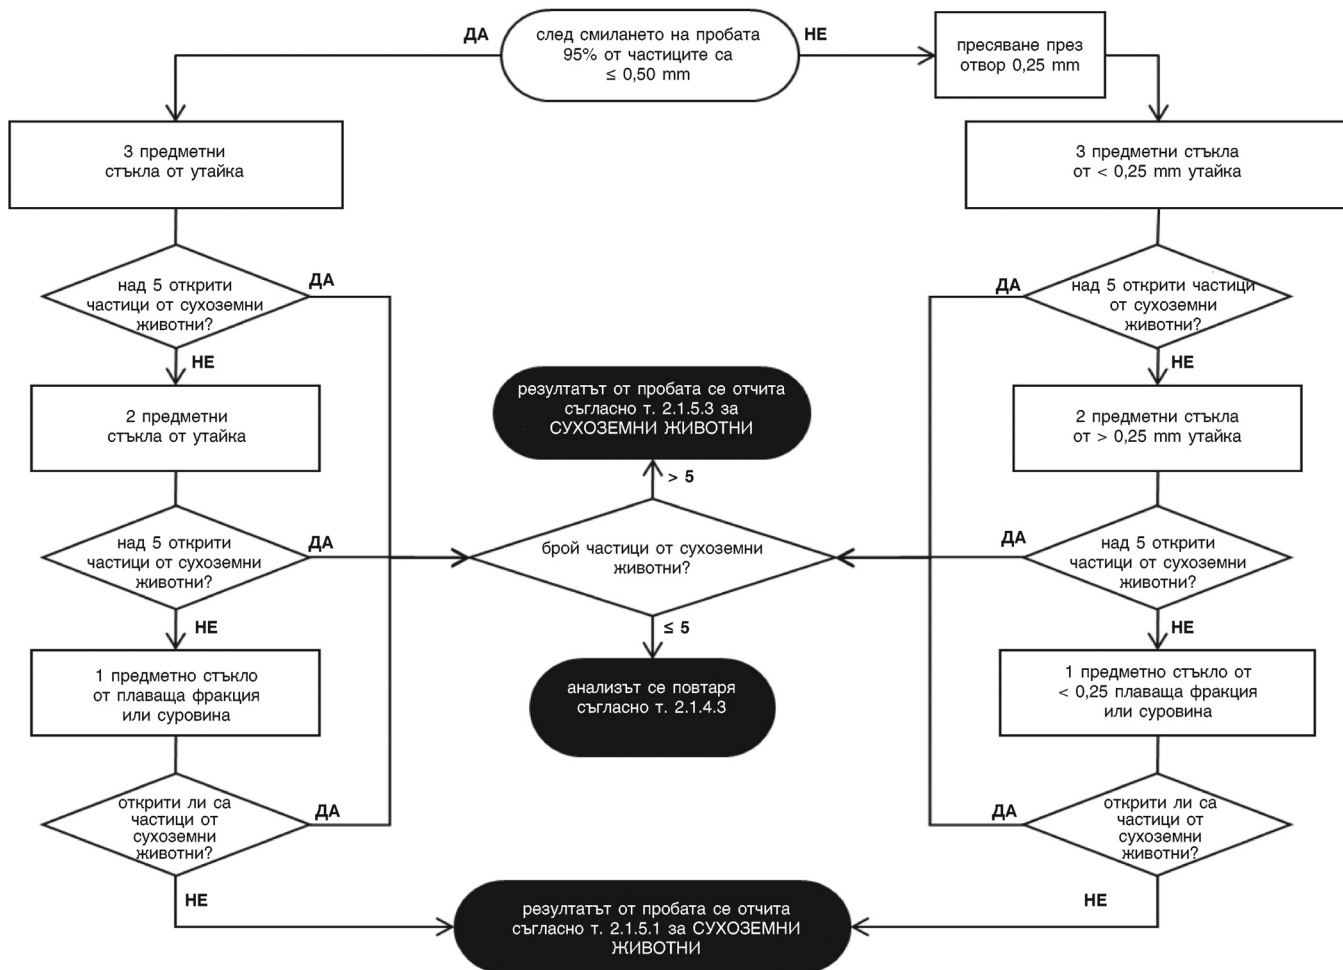 ДА
след смилането на пробата
95% от частиците са
≤ 0,50 mm
НЕ
пресяване през
отвор 0,25 mm
3 предметни
стъкла от утайка
3 предметни стъкла
от < 0,25 mm утайка
над 5 открити
частици от сухоземни
животни?
ДА
ДА
над 5 открити частици
от сухоземни
животни?
НЕ
НЕ
2 предметни
стъкла от утайка
резултатът от пробата се отчита
съгласно т. 2.1.5.3 за
СУХОЗЕМНИ ЖИВОТНИ
2 предметни стъкла
от > 0,25 mm утайка
> 5
над 5 открити
частици от сухоземни
животни?
ДА
брой частици от сухоземни
животни?
ДА
над 5 открити
частици от сухоземни
животни?
НЕ
≤ 5
НЕ
1 предметно стъкло
от плаваща фракция
или суровина
анализът се повтаря
съгласно т. 2.1.4.3
1 предметно стъкло от
< 0,25 плаваща фракция
или суровина
открити ли са
частици от
сухоземни
животни?
ДА
ДА
открити ли са
частици от
сухоземни
животни?
НЕ
НЕ
резултатът от пробата се отчита
съгласно т. 2.1.5.1 за СУХОЗЕМНИ
ЖИВОТНИ